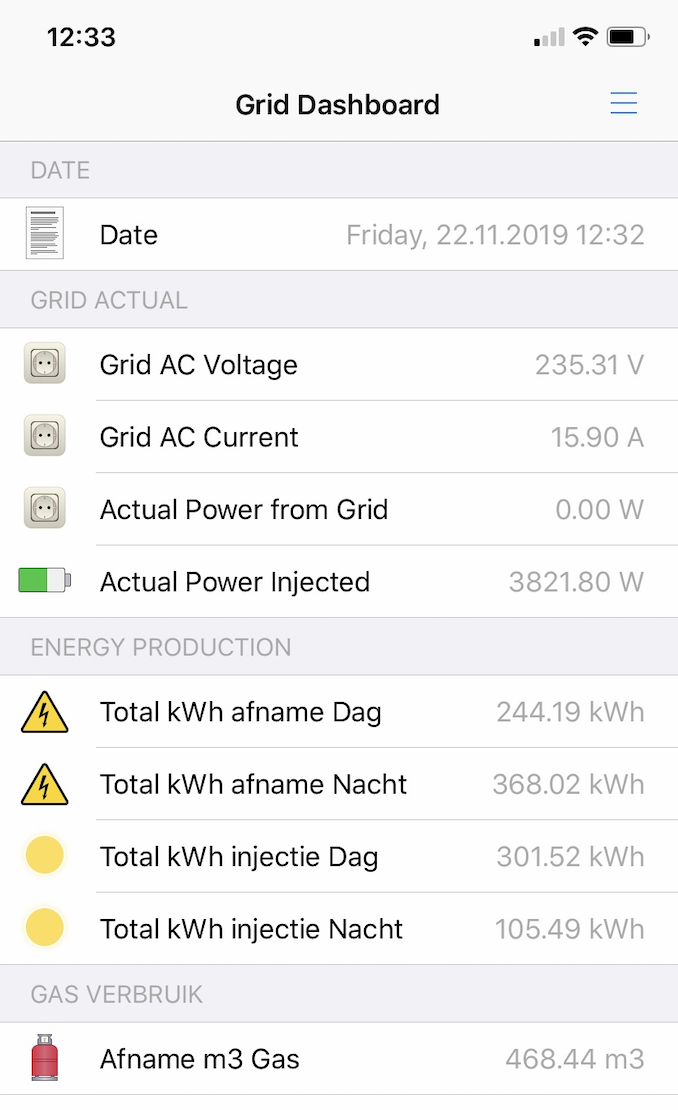 12:33
Grid Dashboard
DATE
Date Friday, 22.11.2019 12:32
GRID ACTUAL
Grid AC Voltage 235.31 V
Grid AC Current 15.90 A
Actual Power from Grid 0.00 W
Actual Power Injected 3821.80 W
ENERGY PRODUCTION
Total kWh afname Dag 244.19 kWh
Total kWh afname Nacht 368.02 kWh
Total kWh injectie Dag 301.52 kWh
Total kWh injectie Nacht 105.49 kWh
GAS VERBRUIK
Afname m3 Gas 468.44 m3